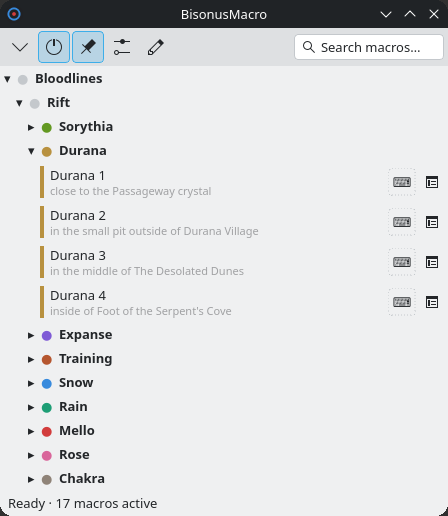 BisonusMacro
Search macros...
Bloodlines
Rift
Sorythia
Durana
Durana 1
close to the Passageway crystal
Durana 2
in the small pit outside of Durana Village
Durana 3
in the middle of The Desolated Dunes
Durana 4
inside of Foot of the Serpent's Cove
Expanse
Training
Snow
Rain
Mello
Rose
Chakra
Ready · 17 macros active